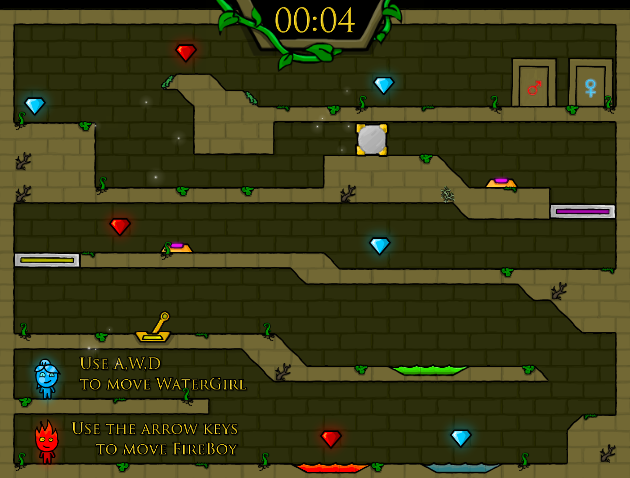 00:04
Use A,W,D
to move WaterGirl
Use the arrow keys
to move FireBoy